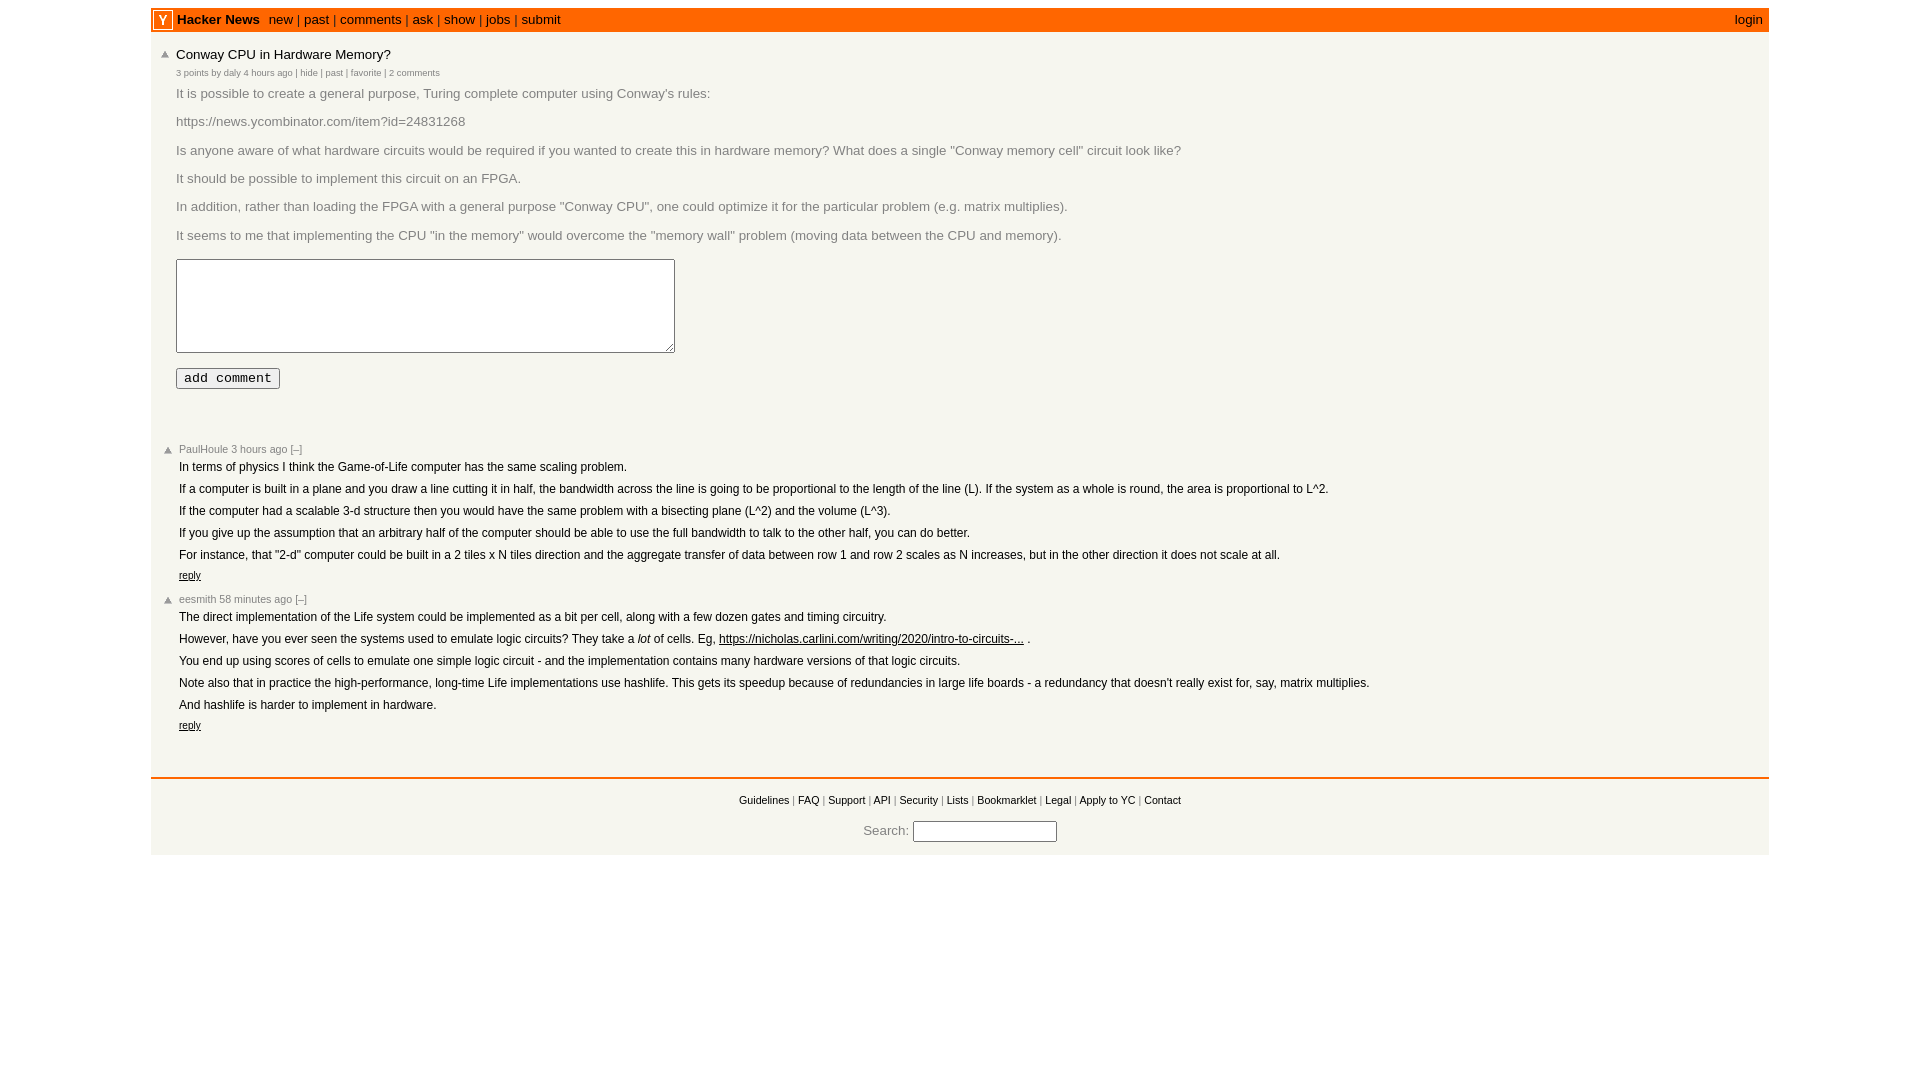 Y Hacker News new | past | comments | ask | show | jobs | submit login
Conway CPU in Hardware Memory?
3 points by daly 4 hours ago | hide | past | favorite | 2 comments
It is possible to create a general purpose, Turing complete computer using Conway's rules:
https://news.ycombinator.com/item?id=24831268
Is anyone aware of what hardware circuits would be required if you wanted to create this in hardware memory? What does a single "Conway memory cell" circuit look like?
It should be possible to implement this circuit on an FPGA.
In addition, rather than loading the FPGA with a general purpose "Conway CPU", one could optimize it for the particular problem (e.g. matrix multiplies).
It seems to me that implementing the CPU "in the memory" would overcome the "memory wall" problem (moving data between the CPU and memory).
add comment
PaulHoule 3 hours ago [–]
In terms of physics I think the Game-of-Life computer has the same scaling problem.
If a computer is built in a plane and you draw a line cutting it in half, the bandwidth across the line is going to be proportional to the length of the line (L). If the system as a whole is round, the area is proportional to L^2.
If the computer had a scalable 3-d structure then you would have the same problem with a bisecting plane (L^2) and the volume (L^3).
If you give up the assumption that an arbitrary half of the computer should be able to use the full bandwidth to talk to the other half, you can do better.
For instance, that "2-d" computer could be built in a 2 tiles x N tiles direction and the aggregate transfer of data between row 1 and row 2 scales as N increases, but in the other direction it does not scale at all.
reply
eesmith 58 minutes ago [–]
The direct implementation of the Life system could be implemented as a bit per cell, along with a few dozen gates and timing circuitry.
However, have you ever seen the systems used to emulate logic circuits? They take a lot of cells. Eg, https://nicholas.carlini.com/writing/2020/intro-to-circuits-... .
You end up using scores of cells to emulate one simple logic circuit - and the implementation contains many hardware versions of that logic circuits.
Note also that in practice the high-performance, long-time Life implementations use hashlife. This gets its speedup because of redundancies in large life boards - a redundancy that doesn't really exist for, say, matrix multiplies.
And hashlife is harder to implement in hardware.
reply
Guidelines | FAQ | Support | API | Security | Lists | Bookmarklet | Legal | Apply to YC | Contact
Search: